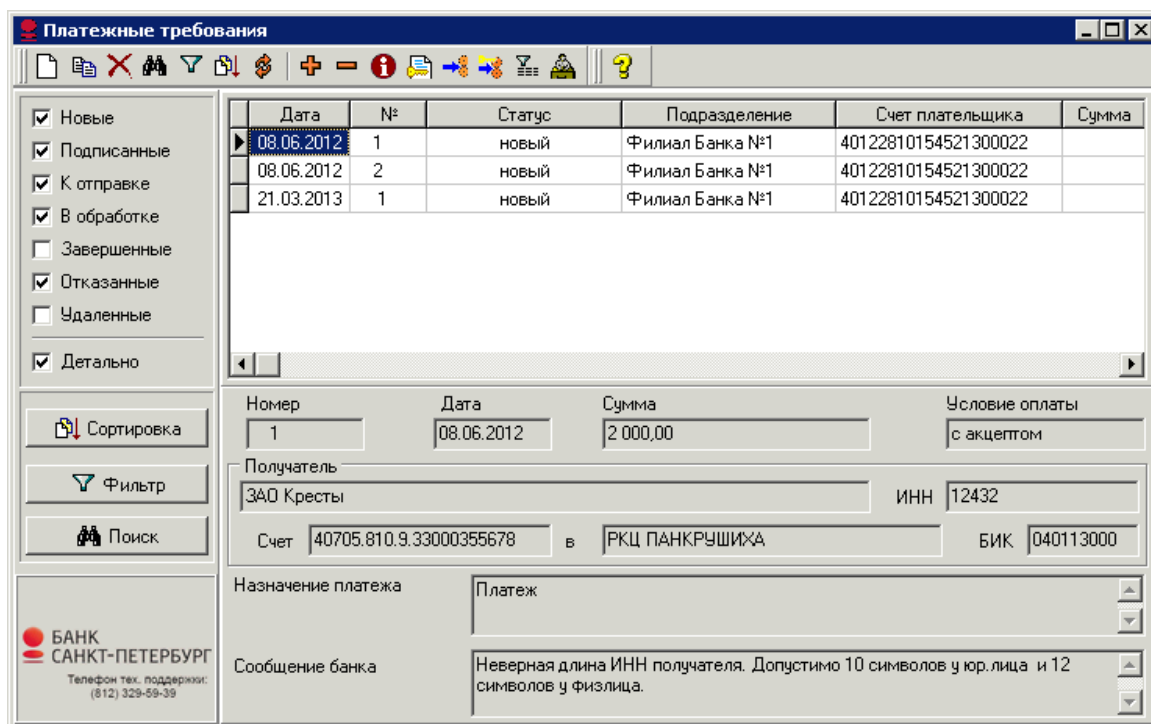 Платежные требования
Новые
Подписанные
К отправке
В обработке
Завершенные
Отказанные
Удаленные
Детально
Дата № Статус Подразделение Счет плательщика Сумма
08.06.2012 1 новый Филиал Банка №1 40122810154521300022
08.06.2012 2 новый Филиал Банка №1 40122810154521300022
21.03.2013 1 новый Филиал Банка №1 40122810154521300022
Сортировка
Фильтр
Поиск
Номер Дата Сумма Условие оплаты
1 08.06.2012 2 000,00 с акцептом
Получатель
ЗАО Кресты ИНН 12432
Счет 40705.810.9.33000355678 в РКЦ ПАНКРУШИХА БИК 040113000
Назначение платежа Платеж
Сообщение банка Неверная длина ИНН получателя. Допустимо 10 символов у юр.лица и 12
символов у физлица.
БАНК
САНКТ-ПЕТЕРБУРГ
Телефон тех. поддержки:
(812) 329-59-39